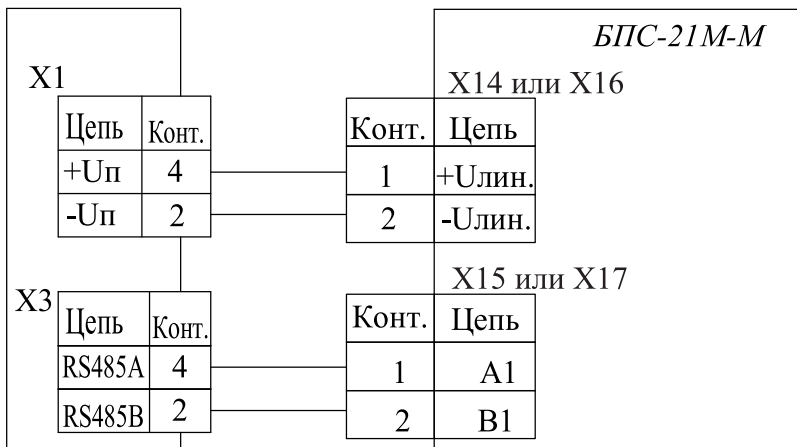 БПС-21М-М
X1
X14 или X16
Цепь Конт.
Конт. Цепь
+Uп 4
1 +Uлин.
-Uп 2
2 -Uлин.
X3
X15 или X17
Цепь Конт.
Конт. Цепь
RS485A 4
1 A1
RS485B 2
2 B1